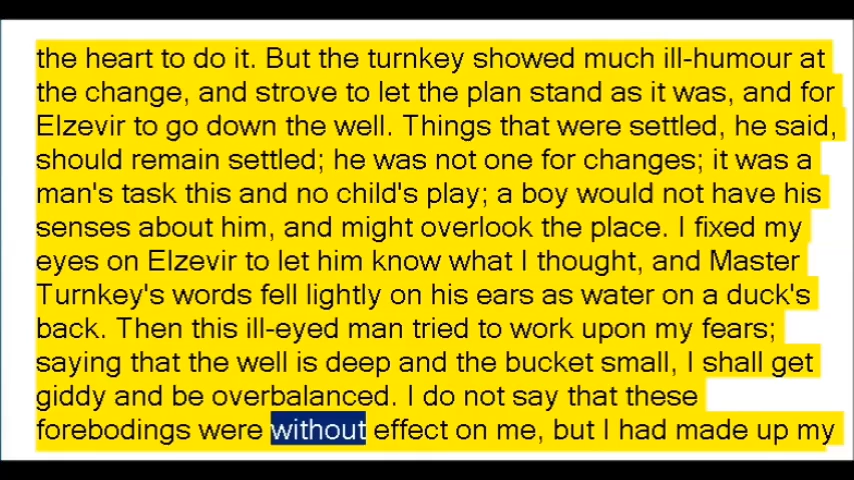 the heart to do it. But the turnkey showed much ill-humour at
the change, and strove to let the plan stand as it was, and for
Elzevir to go down the well. Things that were settled, he said,
should remain settled; he was not one for changes; it was a
man's task this and no child's play; a boy would not have his
senses about him, and might overlook the place. I fixed my
eyes on Elzevir to let him know what I thought, and Master
Turnkey's words fell lightly on his ears as water on a duck's
back. Then this ill-eyed man tried to work upon my fears;
saying that the well is deep and the bucket small, I shall get
giddy and be overbalanced. I do not say that these
forebodings were without effect on me, but I had made up my